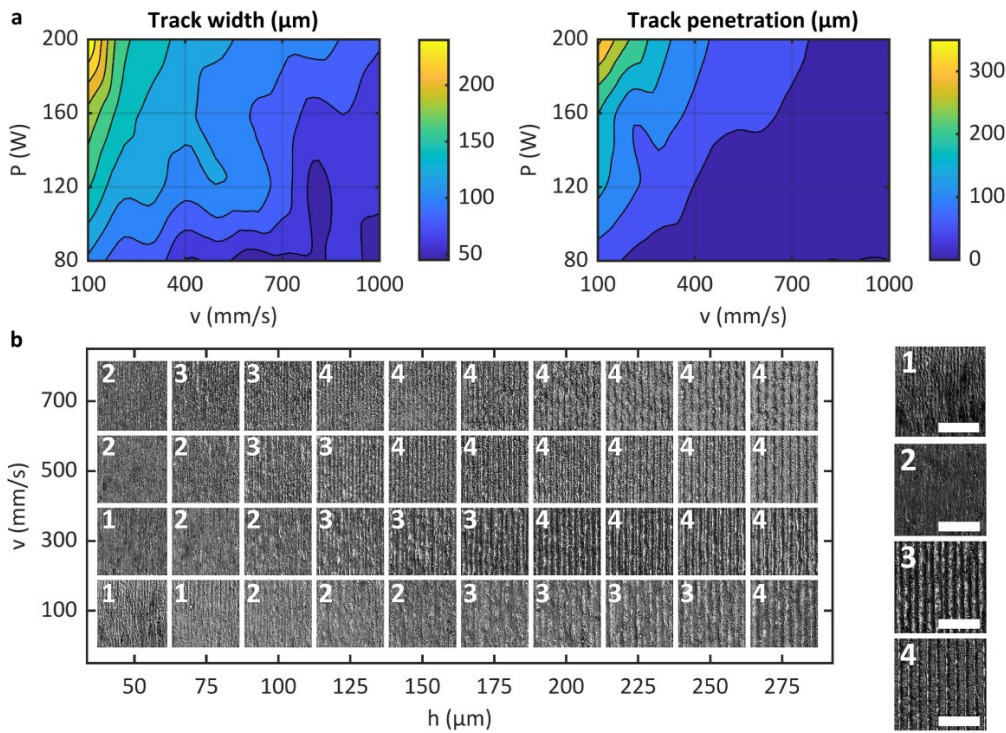 a
Track width (µm)
Track penetration (µm)
200
160
120
80
P (W)
100 400 700 1000
v (mm/s)
200
150
100
50
200
160
120
80
P (W)
100 400 700 1000
v (mm/s)
300
200
100
0
b
2 3 3 4 4 4 4 4 4 4
2 2 3 3 4 4 4 4 4 4
1 2 2 3 3 3 4 4 4 4
1 1 2 2 2 3 3 3 3 4
700
500
300
100
v (mm/s)
50 75 100 125 150 175 200 225 250 275
h (µm)
1
2
3
4